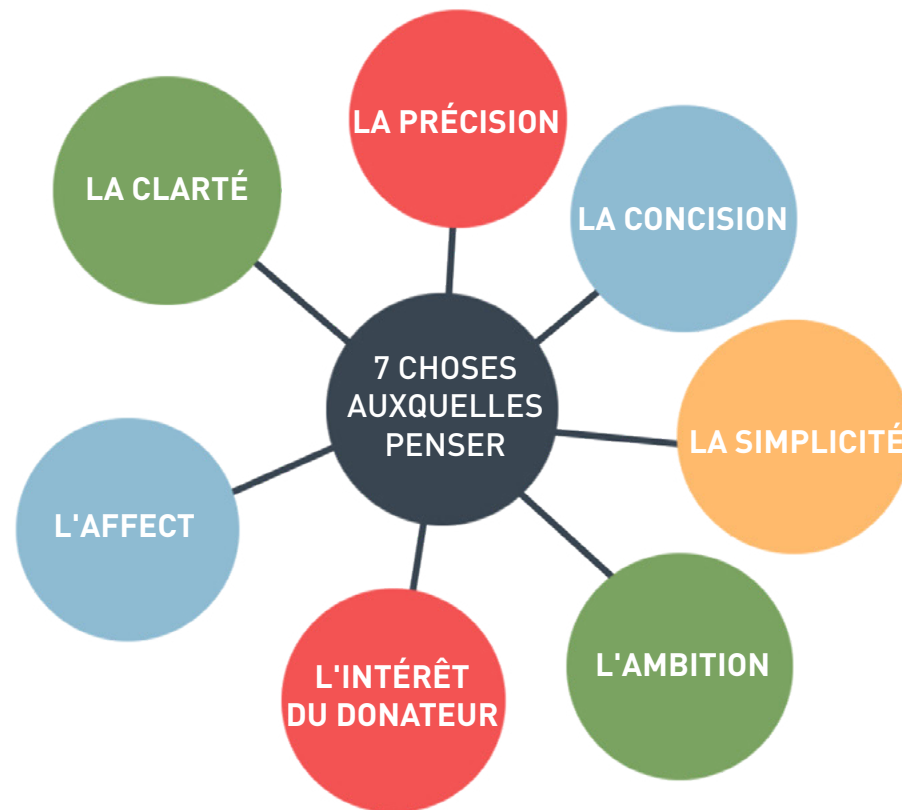 LA PRÉCISION
LA CLARTÉ
LA CONCISION
7 CHOSES
AUXQUELLES
PENSER
LA SIMPLICITÉ
L'AFFECT
L'AMBITION
L'INTÉRÊT
DU DONATEUR